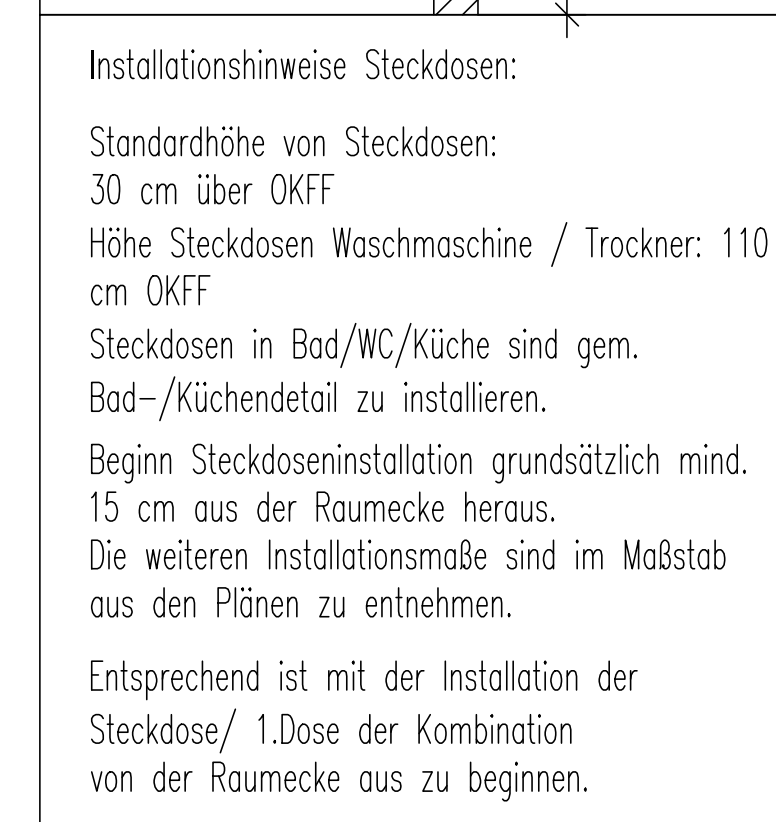 Installationshinweise Steckdosen:
Standardhöhe von Steckdosen:
30 cm über OKFF
Höhe Steckdosen Waschmaschine / Trockner: 110
cm OKFF
Steckdosen in Bad/WC/Küche sind gem.
Bad-/Küchendetail zu installieren.
Beginn Steckdoseninstallation grundsätzlich mind.
15 cm aus der Raumecke heraus.
Die weiteren Installationsmaße sind im Maßstab
aus den Plänen zu entnehmen.
Entsprechend ist mit der Installation der
Steckdose/ 1.Dose der Kombination
von der Raumecke aus zu beginnen.